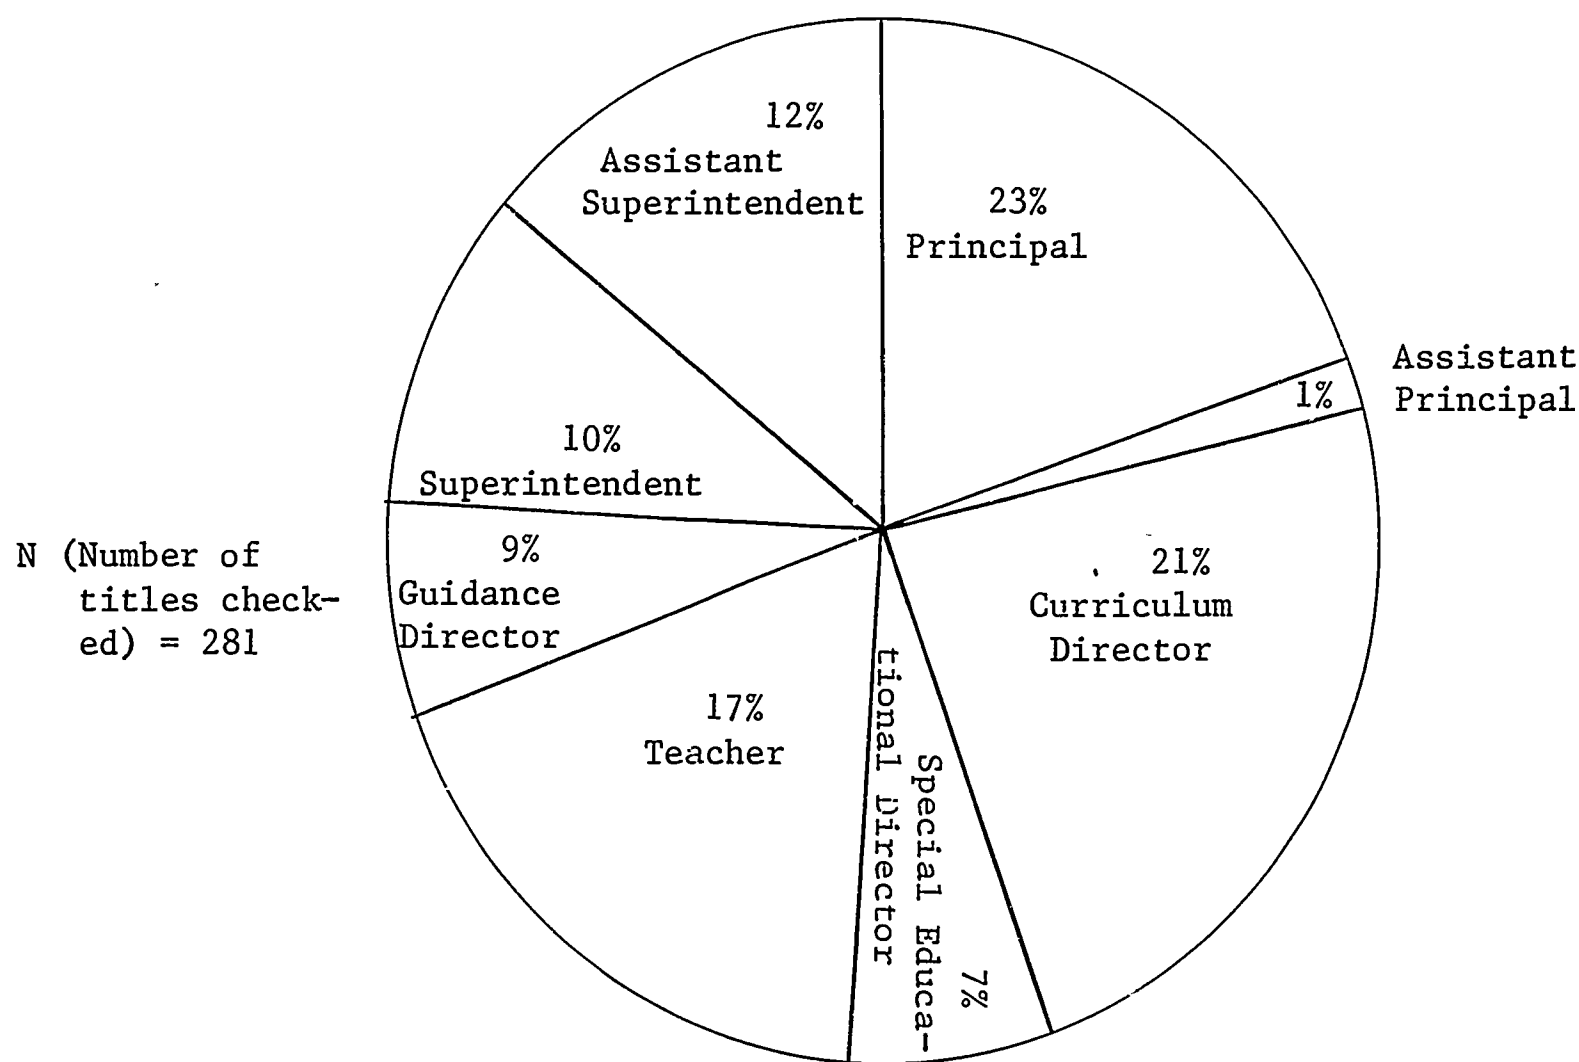 12%
Assistant
Superintendent
23%
Principal
Assistant
Principal
1%
10%
Superintendent
N (Number of
titles check-
ed) = 281
9%
Guidance
Director
21%
Curriculum
Director
17%
Teacher
7%
Special Educa-
tional Director